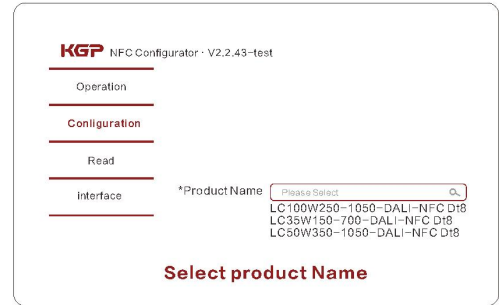 KGP NFC Configurator · V2.2.43-test
Operation
Configuration
Read
interface
*Product Name Please Select
LC100W250-1050-DALI-NFC Dt8
LC35W150-700-DALI-NFC Dt8
LC50W350-1050-DALI-NFC Dt8
Select product Name